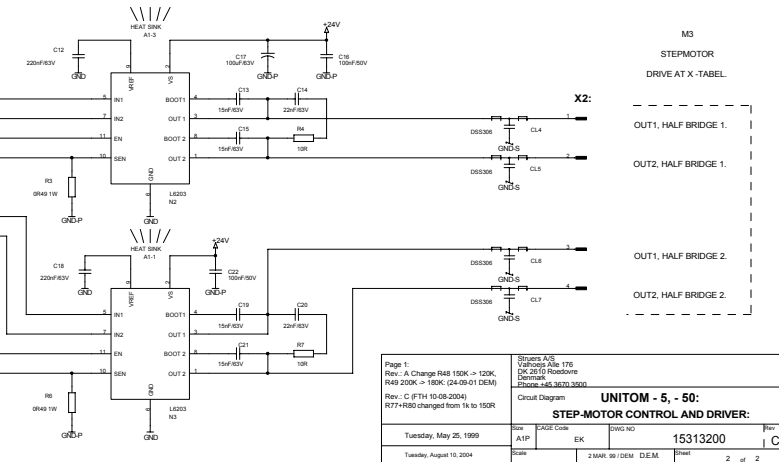 HEAT SINK
A1-3
+24V
C12
220nF/63V
GND
C17
100uF/63V
GND-P
C16
100nF/50V
GND-P
9
2
VREF
VS
5 IN1
7 IN2
11 EN
10 SEN
BOOT1 4
OUT 1 3
BOOT 2 8
OUT 2 1
GND
6
L6203
N2
GND
C13
15nF/63V
C14
22nF/63V
C15
15nF/63V
R4
10R
R3
0R49 1W
GND-P
DSS306
CL4
GND-S
DSS306
CL5
GND-S
X2:
1
2
M3
STEPMOTOR
DRIVE AT X -TABEL.
OUT1, HALF BRIDGE 1.
OUT2, HALF BRIDGE 1.
HEAT SINK
A1-1
+24V
C18
220nF/63V
GND
C22
100nF/50V
GND-P
9
2
VREF
VS
5 IN1
7 IN2
11 EN
10 SEN
BOOT1 4
OUT 1 3
BOOT 2 8
OUT 2 1
GND
6
L6203
N3
GND
C19
15nF/63V
C20
22nF/63V
C21
15nF/63V
R7
10R
R6
0R49 1W
GND-P
DSS306
CL6
GND-S
DSS306
CL7
GND-S
3
4
OUT1, HALF BRIDGE 2.
OUT2, HALF BRIDGE 2.
Page 1:
Rev.: A Change R48 150K -> 120K,
R49 200K -> 180K: (24-09-01 DEM)
Rev.: C (FTH 10-08-2004)
R77+R80 changed from 1k to 150R
Tuesday, May 25, 1999
Tuesday, August 10, 2004
Struers A/S
Valhoejs Alle 176
DK 2610 Roedovre
Denmark
Phone +45 3670 3500
Circuit Diagram
UNITOM - 5, - 50:
STEP-MOTOR CONTROL AND DRIVER:
Size
A1P
CAGE Code
EK
DWG NO
15313200
Rev
C
Scale
2 MAR. 99 / DEM D.E.M.
Sheet
2 of 2